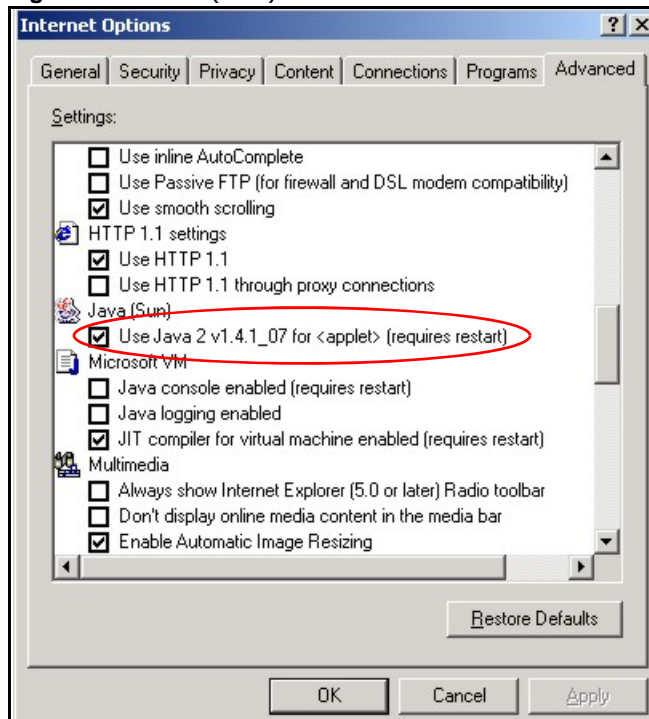 Internet Options
General Security Privacy Content Connections Programs Advanced
Settings:
Use inline AutoComplete
Use Passive FTP (for firewall and DSL modem compatibility)
Use smooth scrolling
HTTP 1.1 settings
Use HTTP 1.1
Use HTTP 1.1 through proxy connections
Java (Sun)
Use Java 2 v1.4.1_07 for <applet> (requires restart)
Microsoft VM
Java console enabled (requires restart)
Java logging enabled
JIT compiler for virtual machine enabled (requires restart)
Multimedia
Always show Internet Explorer (5.0 or later) Radio toolbar
Don't display online media content in the media bar
Enable Automatic Image Resizing
Restore Defaults
OK Cancel Apply